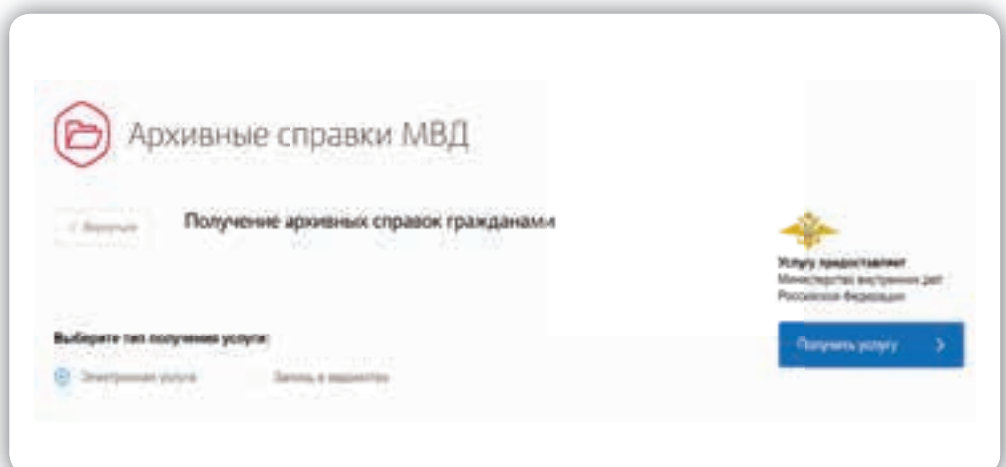 Архивные справки МВД
Вернуться
Получение архивных справок гражданами
Услугу предоставляет
Министерство внутренних дел
Российской Федерации
Выберите тип получения услуги:
Получить услугу
Электронная услуга
Запись в ведомство